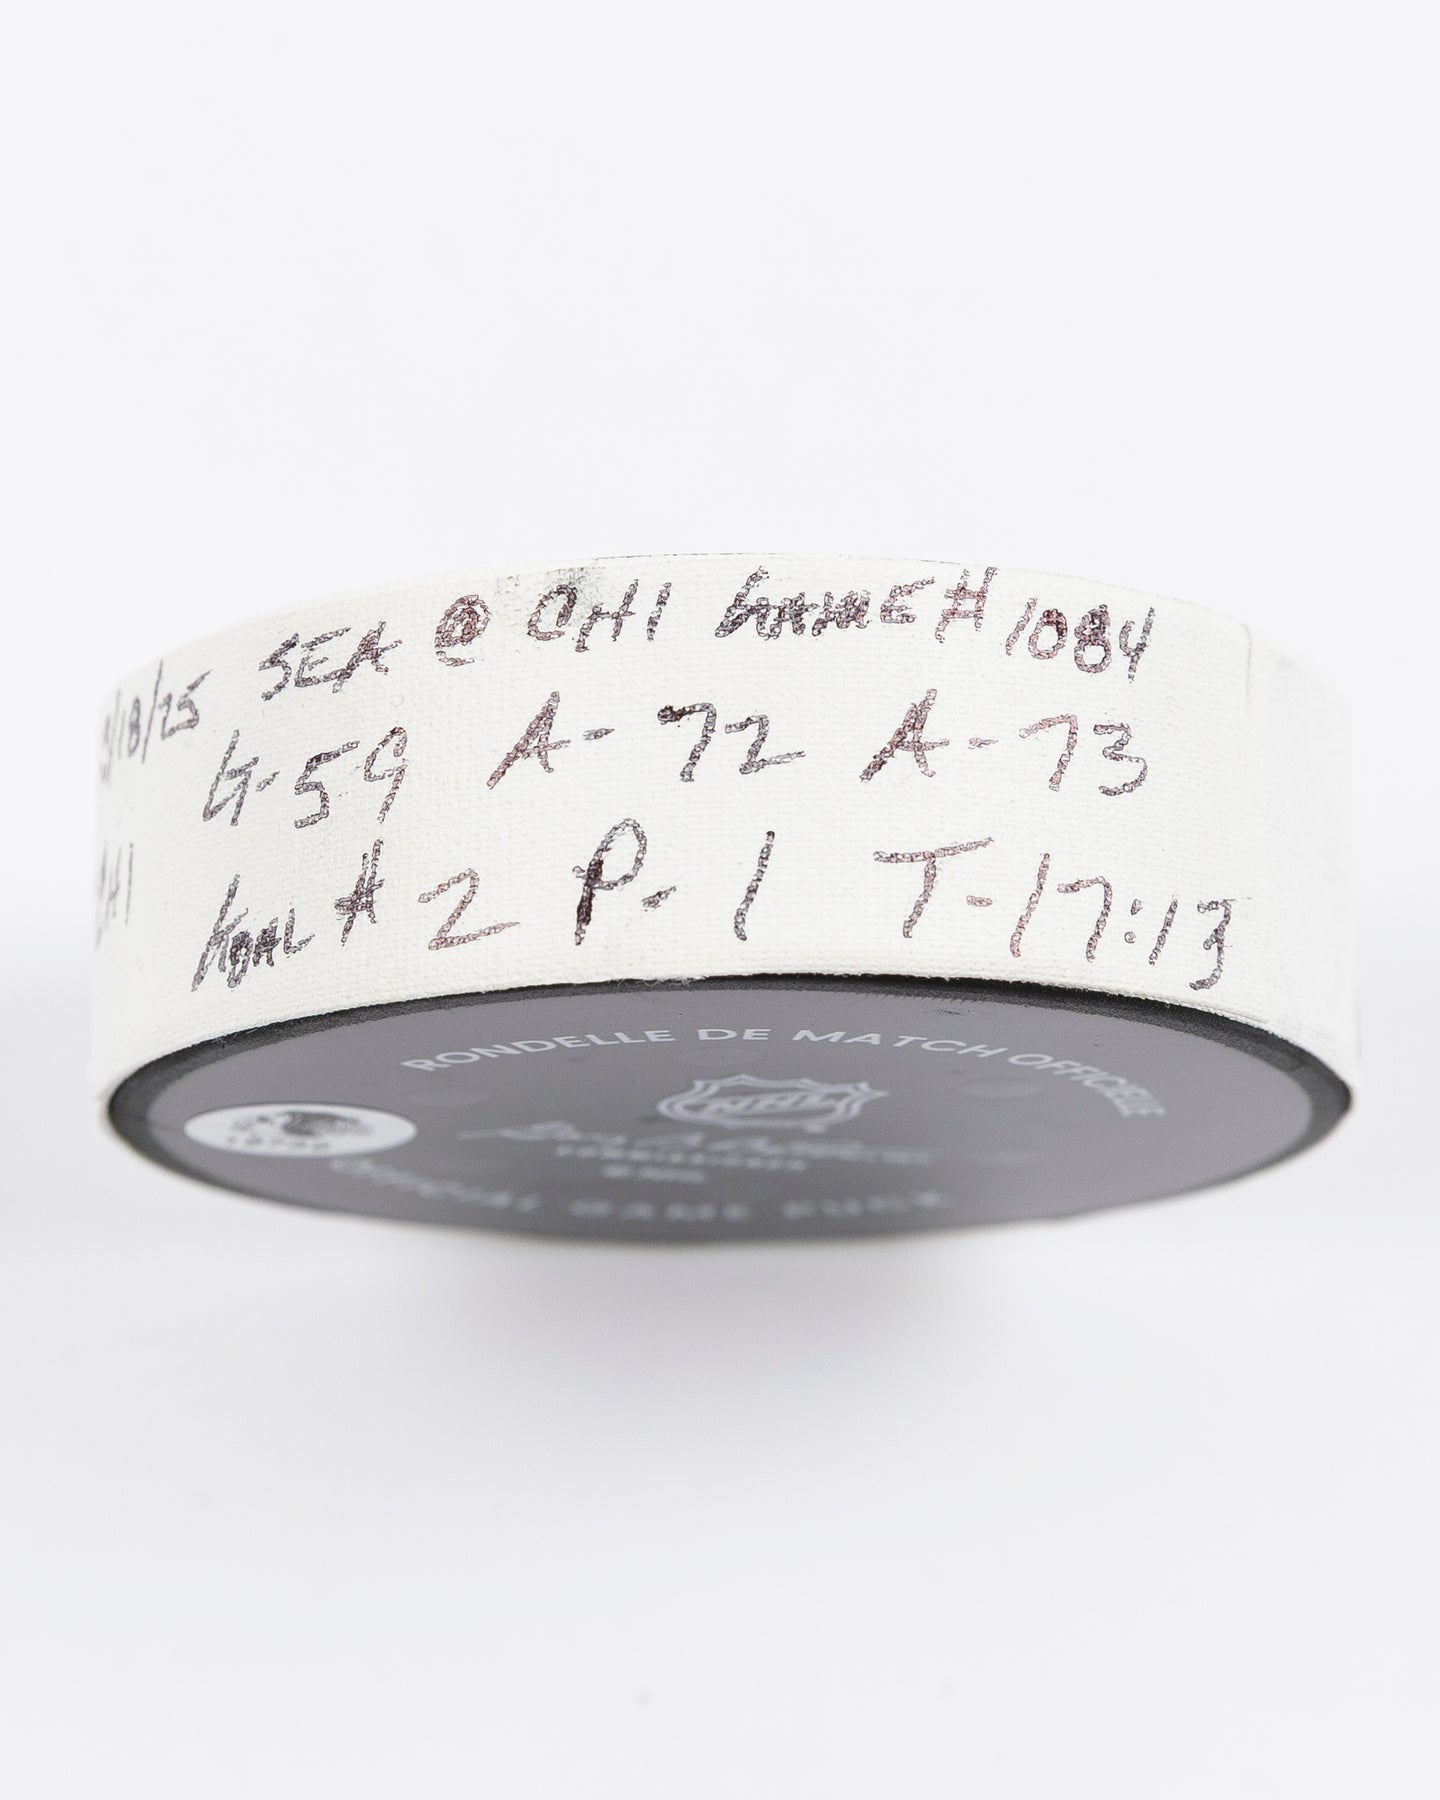 3/18/25 SEA @ CHI GAME# 1084
G-59 A-72 A-73
CHI GOAL # 2 P-1 T-17:13
RONDELLE DE MATCH OFFICIELLE
NHL
OFFICIAL GAME PUCK